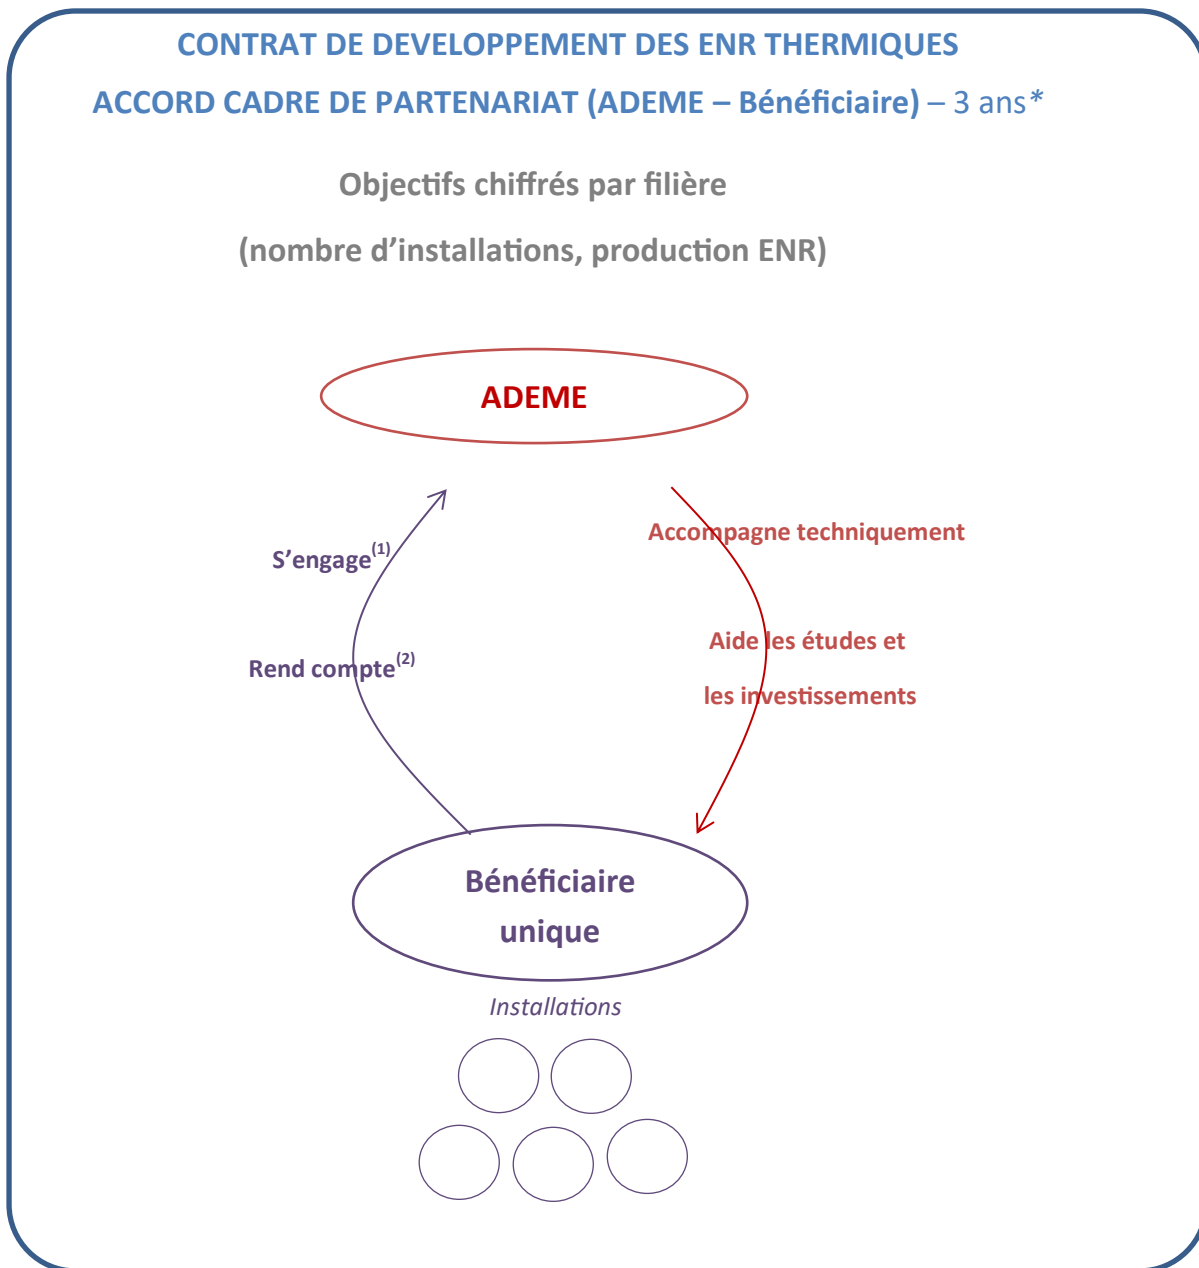 CONTRAT DE DEVELOPPEMENT DES ENR THERMIQUES
ACCORD CADRE DE PARTENARIAT (ADEME – Bénéficiaire) – 3 ans*
Objectifs chiffrés par filière
(nombre d’installations, production ENR)
ADEME
Accompagne techniquement
S’engage(1)
Aide les études et
Rend compte(2)
les investissements
Bénéficiaire
unique
Installations